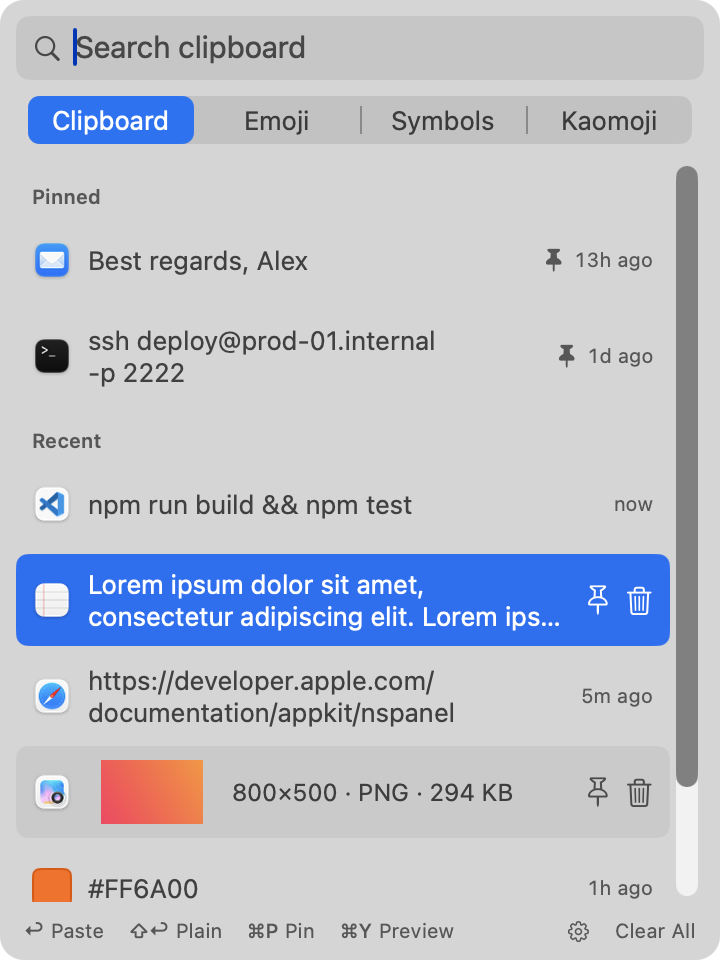 Search clipboard
Clipboard
Emoji
Symbols
Kaomoji
Pinned
Best regards, Alex
13h ago
ssh deploy@prod-01.internal
-p 2222
1d ago
Recent
npm run build && npm test
now
Lorem ipsum dolor sit amet,
consectetur adipiscing elit. Lorem ips...
https://developer.apple.com/
documentation/appkit/nspanel
5m ago
800×500 · PNG · 294 KB
#FF6A00
1h ago
↩ Paste
⇧↩ Plain
⌘P Pin
⌘Y Preview
Clear All